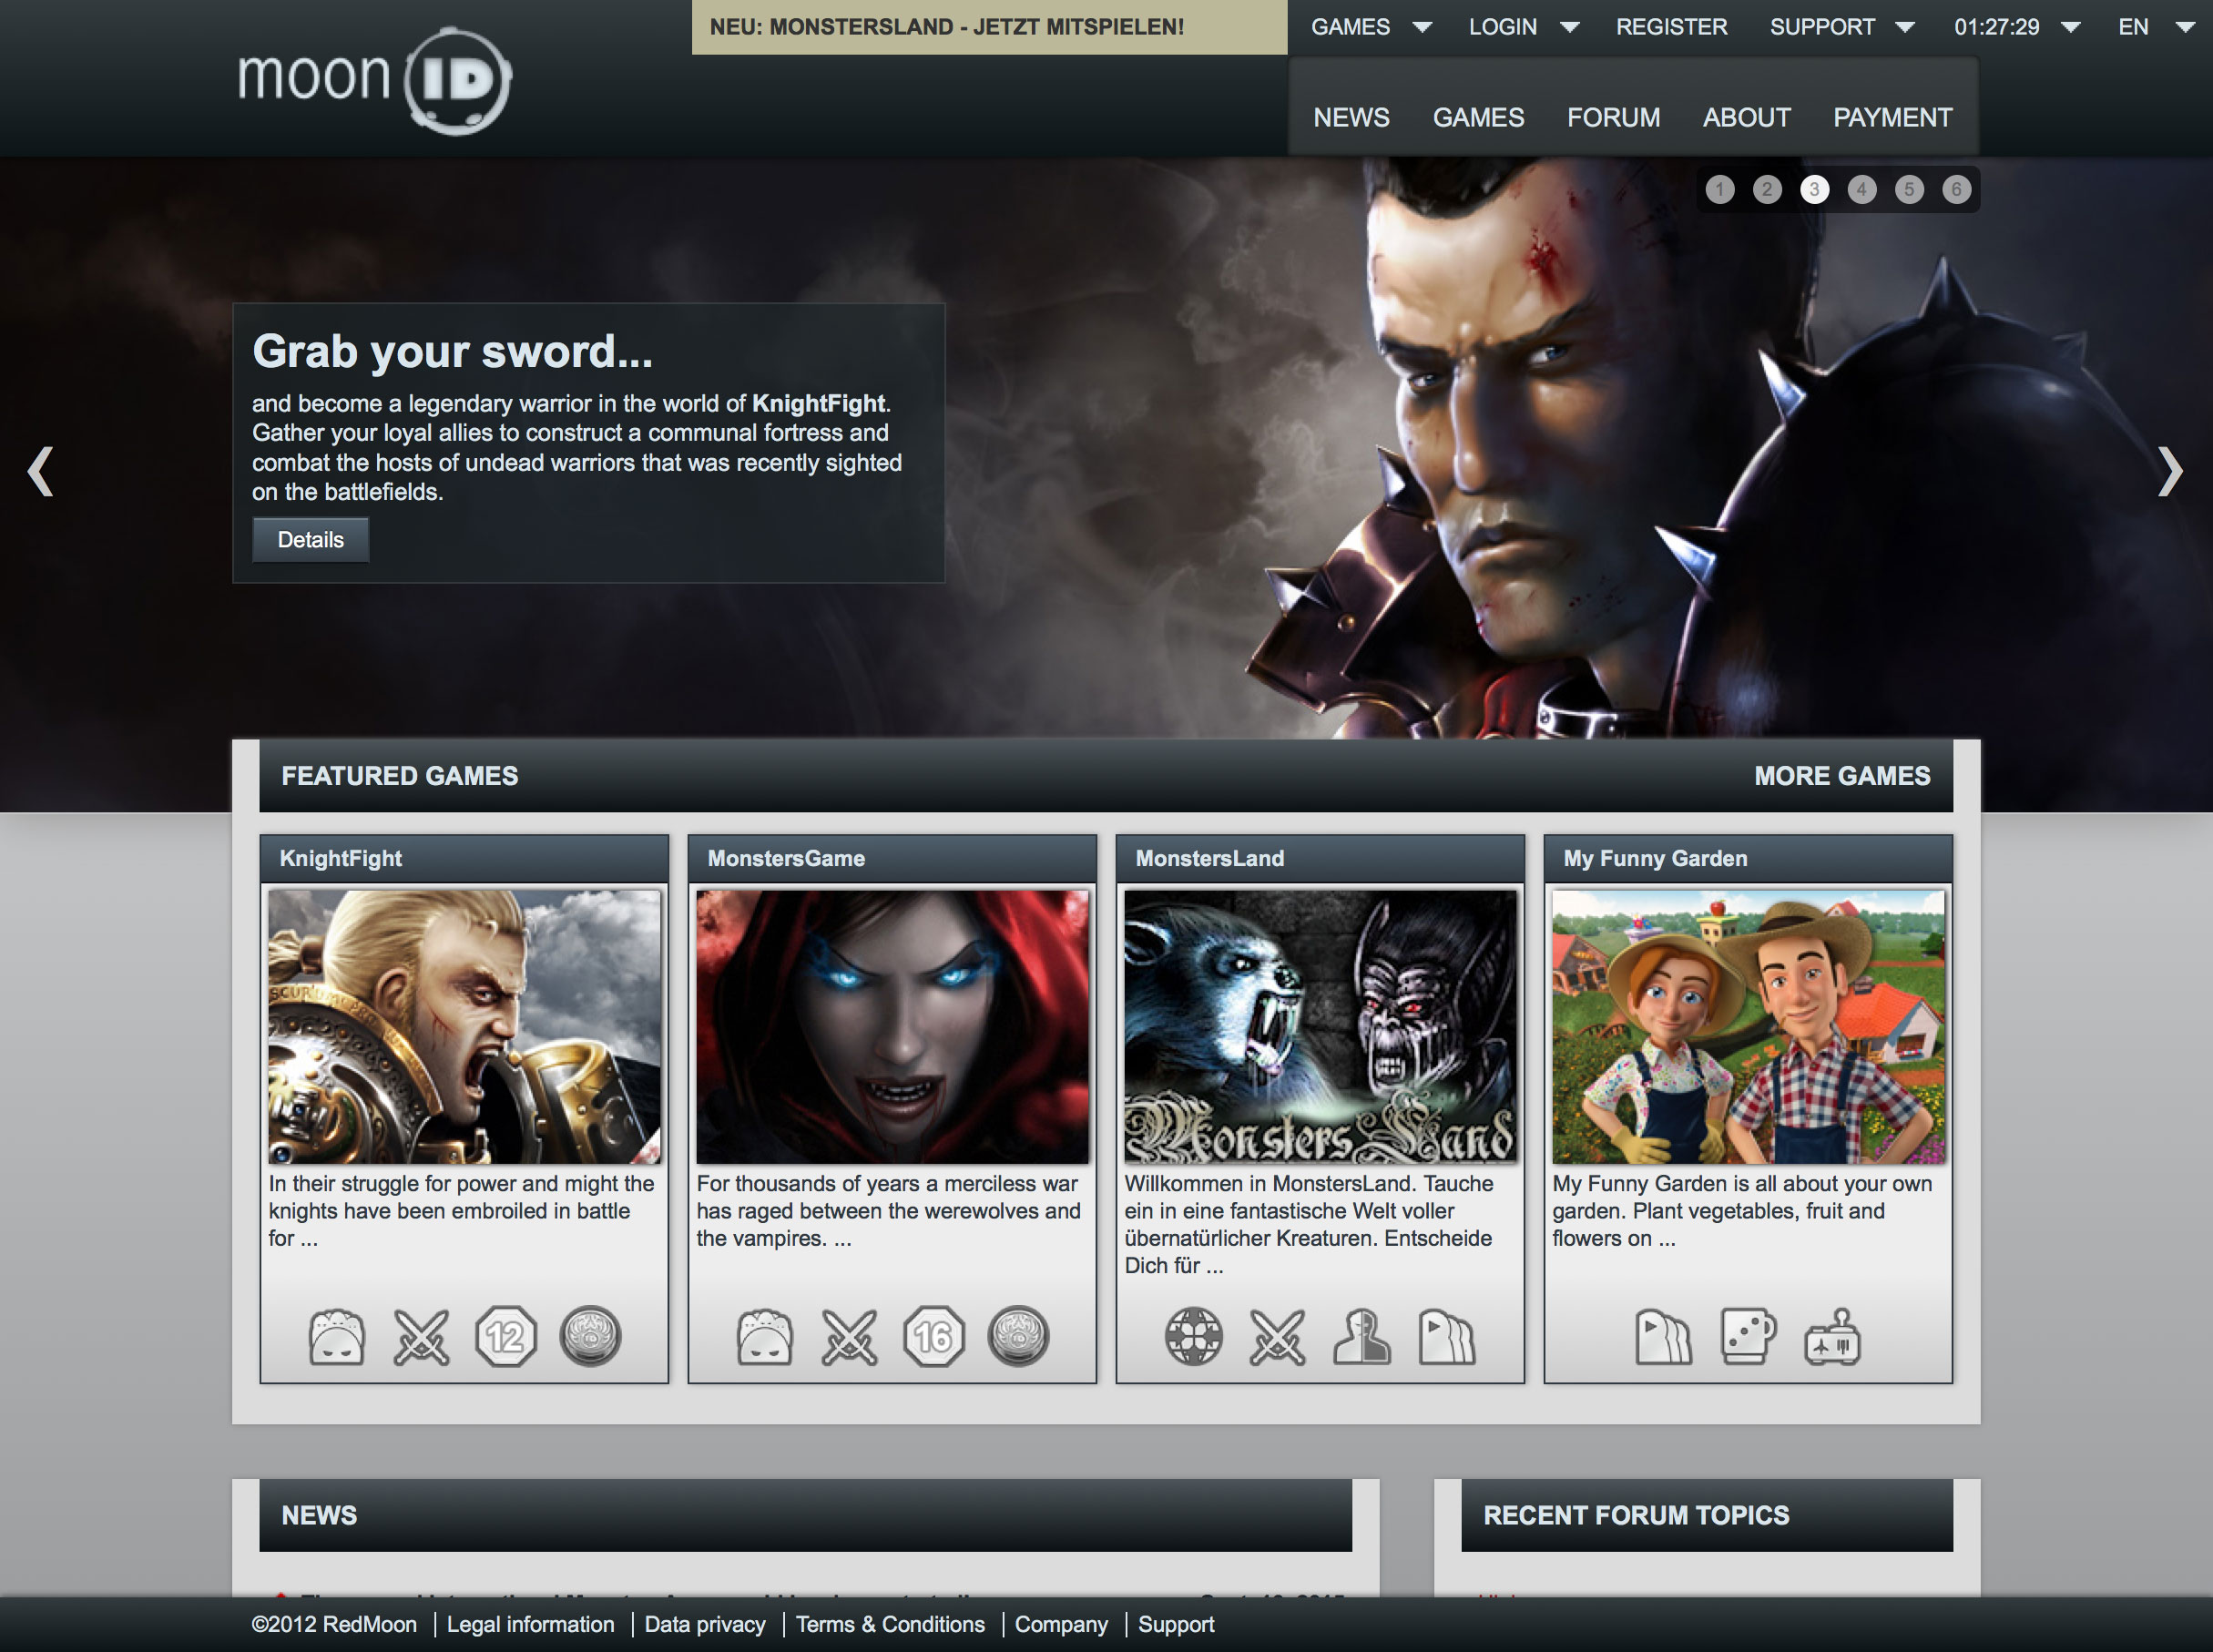 moon ID
NEU: MONSTERSLAND - JETZT MITSPIELEN!
GAMES LOGIN REGISTER SUPPORT 01:27:29 EN
NEWS GAMES FORUM ABOUT PAYMENT
1 2 3 4 5 6
Grab your sword...
and become a legendary warrior in the world of KnightFight.
Gather your loyal allies to construct a communal fortress and
combat the hosts of undead warriors that was recently sighted
on the battlefields.
Details
FEATURED GAMES MORE GAMES
KnightFight
In their struggle for power and might the
knights have been embroiled in battle
for ...
12
MonstersGame
For thousands of years a merciless war
has raged between the werewolves and
the vampires. ...
16
MonstersLand
Monsters Land
Willkommen in MonstersLand. Tauche
ein in eine fantastische Welt voller
übernatürlicher Kreaturen. Entscheide
Dich für ...
My Funny Garden
My Funny Garden is all about your own
garden. Plant vegetables, fruit and
flowers on ...
NEWS
RECENT FORUM TOPICS
©2012 RedMoon Legal information Data privacy Terms & Conditions Company Support